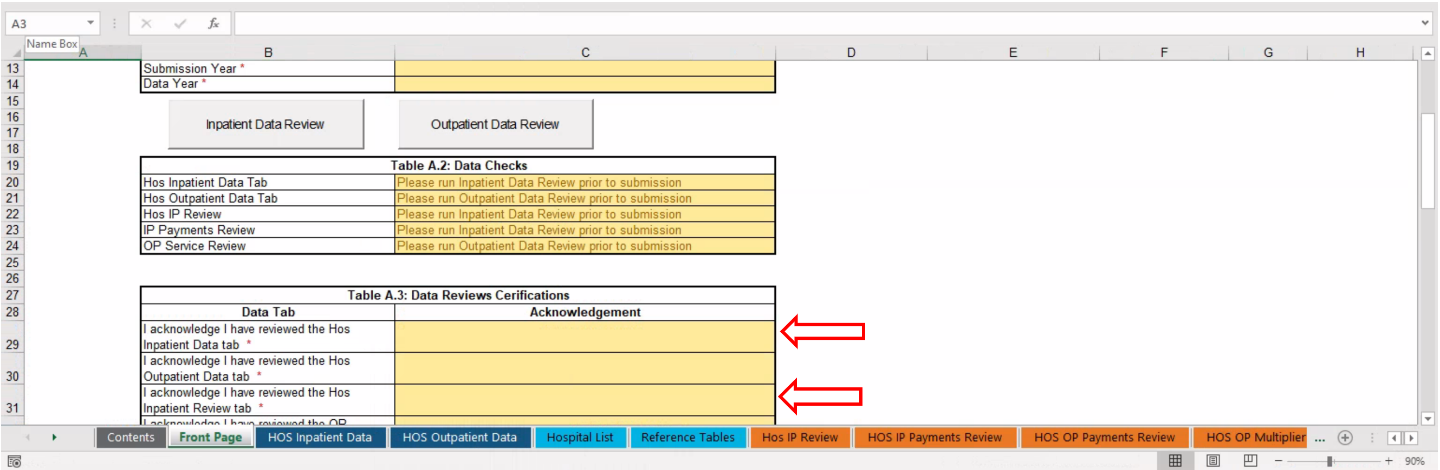 A3 fx
Name Box
A B C D E F G H
13 Submission Year *
14 Data Year *
15
16 Inpatient Data Review Outpatient Data Review
17
18
19 Table A.2: Data Checks
20 Hos Inpatient Data Tab Please run Inpatient Data Review prior to submission
21 Hos Outpatient Data Tab Please run Outpatient Data Review prior to submission
22 Hos IP Review Please run Inpatient Data Review prior to submission
23 IP Payments Review Please run Inpatient Data Review prior to submission
24 OP Service Review Please run Outpatient Data Review prior to submission
25
26
27 Table A.3: Data Reviews Cerifications
28 Data Tab Acknowledgement
I acknowledge I have reviewed the Hos
29 Inpatient Data tab *
I acknowledge I have reviewed the Hos
30 Outpatient Data tab *
I acknowledge I have reviewed the Hos
31 Inpatient Review tab *
I acknowledge I have reviewed the OP
Contents Front Page HOS Inpatient Data HOS Outpatient Data Hospital List Reference Tables Hos IP Review HOS IP Payments Review HOS OP Payments Review HOS OP Multiplier ...
90%